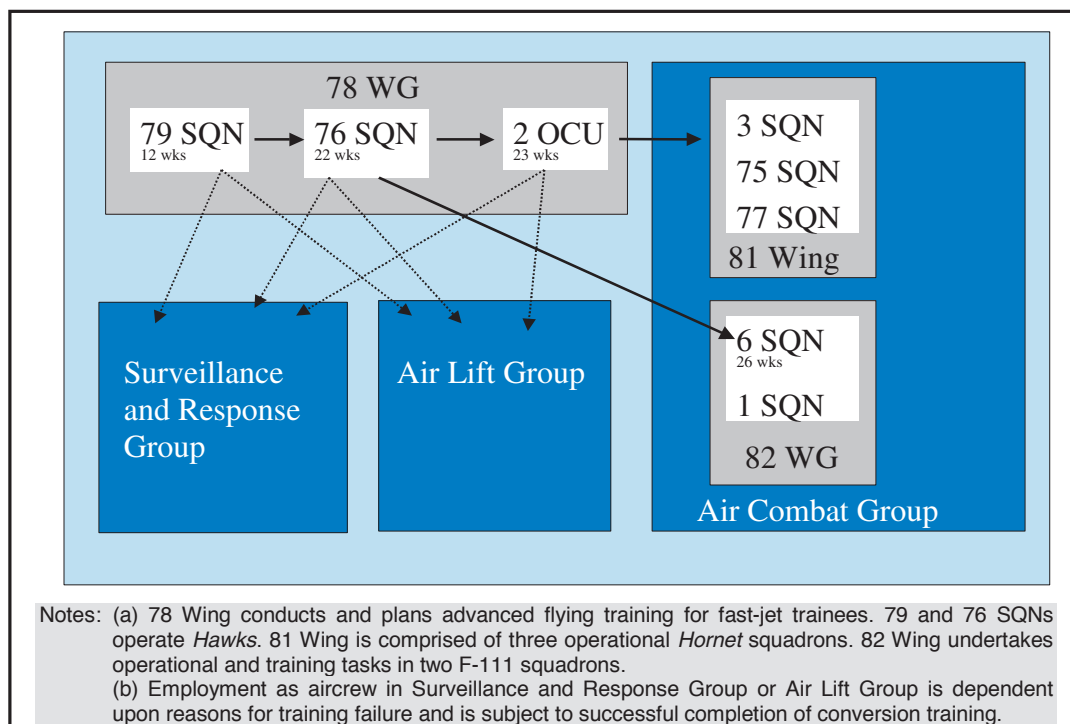 78 WG
79 SQN
12 wks
76 SQN
22 wks
2 OCU
23 wks
3 SQN
75 SQN
77 SQN
81 Wing
6 SQN
26 wks
1 SQN
82 WG
Air Combat Group
Surveillance
and Response
Group
Air Lift Group
Notes: (a) 78 Wing conducts and plans advanced flying training for fast-jet trainees. 79 and 76 SQNs
operate Hawks. 81 Wing is comprised of three operational Hornet squadrons. 82 Wing undertakes
operational and training tasks in two F-111 squadrons.
(b) Employment as aircrew in Surveillance and Response Group or Air Lift Group is dependent
upon reasons for training failure and is subject to successful completion of conversion training.